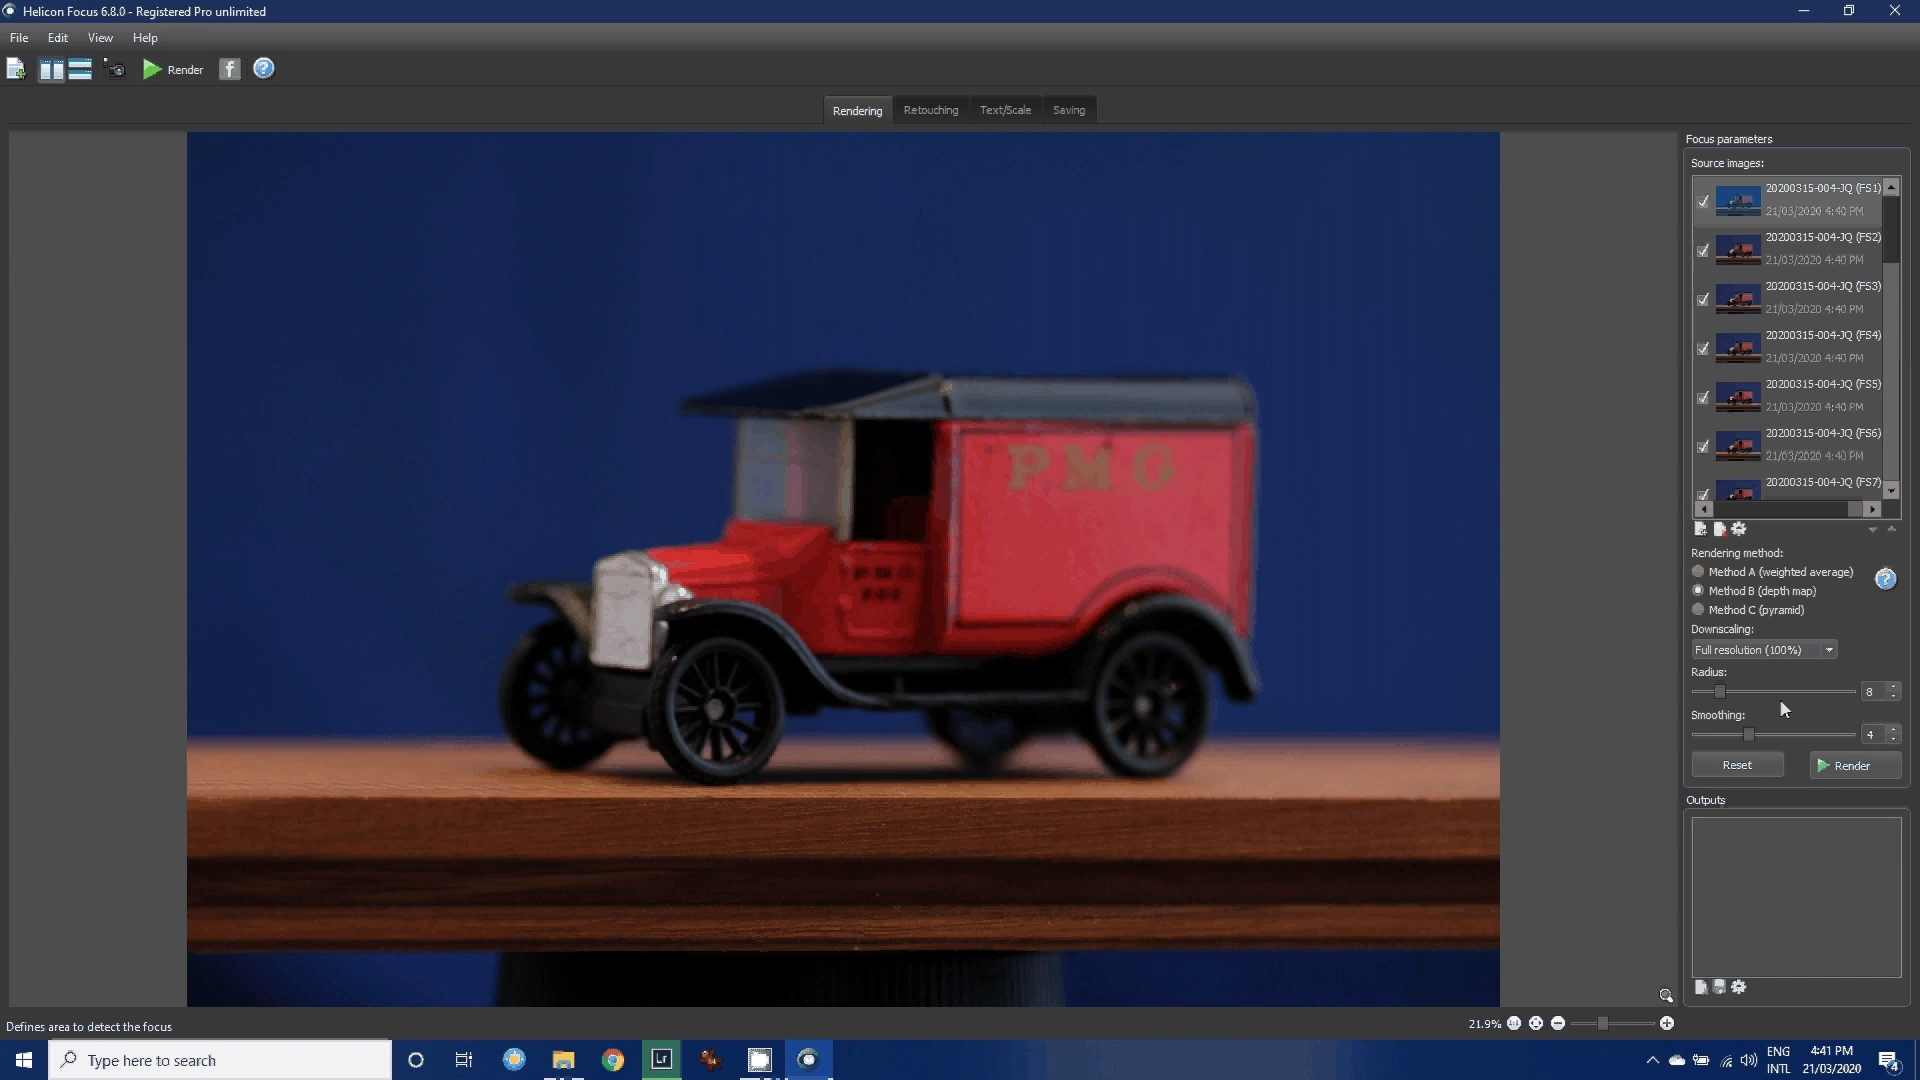 Helicon Focus 6.8.0 - Registered Pro unlimited
File Edit View Help
Render
Rendering Retouching Text/Scale Saving
Focus parameters
Source images:
20200315-004-JQ (FS1)
21/03/2020 4:40 PM
20200315-004-JQ (FS2)
21/03/2020 4:40 PM
20200315-004-JQ (FS3)
21/03/2020 4:40 PM
20200315-004-JQ (FS4)
21/03/2020 4:40 PM
20200315-004-JQ (FS5)
21/03/2020 4:40 PM
20200315-004-JQ (FS6)
21/03/2020 4:40 PM
20200315-004-JQ (FS7)
PMG
PMG
Rendering method:
Method A (weighted average)
Method B (depth map)
Method C (pyramid)
Downscaling:
Full resolution (100%)
Radius:
8
Smoothing:
4
Reset Render
Outputs
21.9%
Defines area to detect the focus
Type here to search
Lr
ENG
INTL
4:41 PM
21/03/2020
4